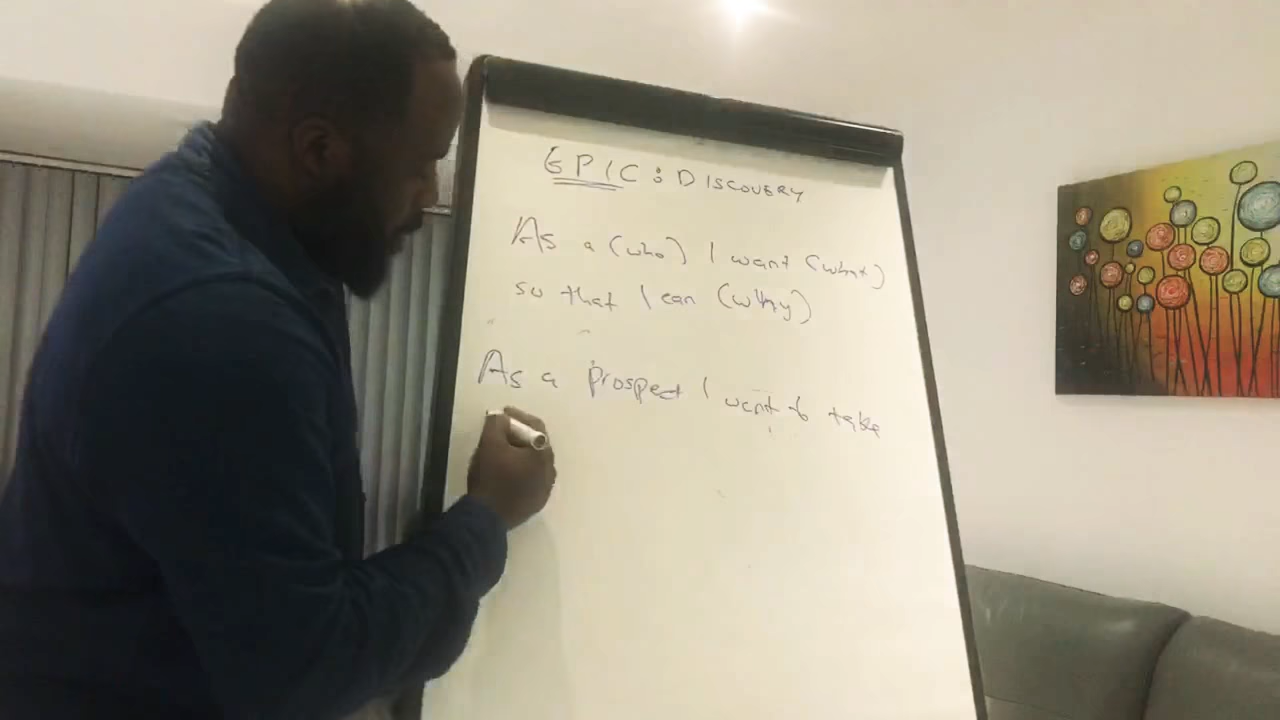 EPIC: DISCOVERY
As a (who) I want (what)
so that I can (why)
As a prospect I want to take